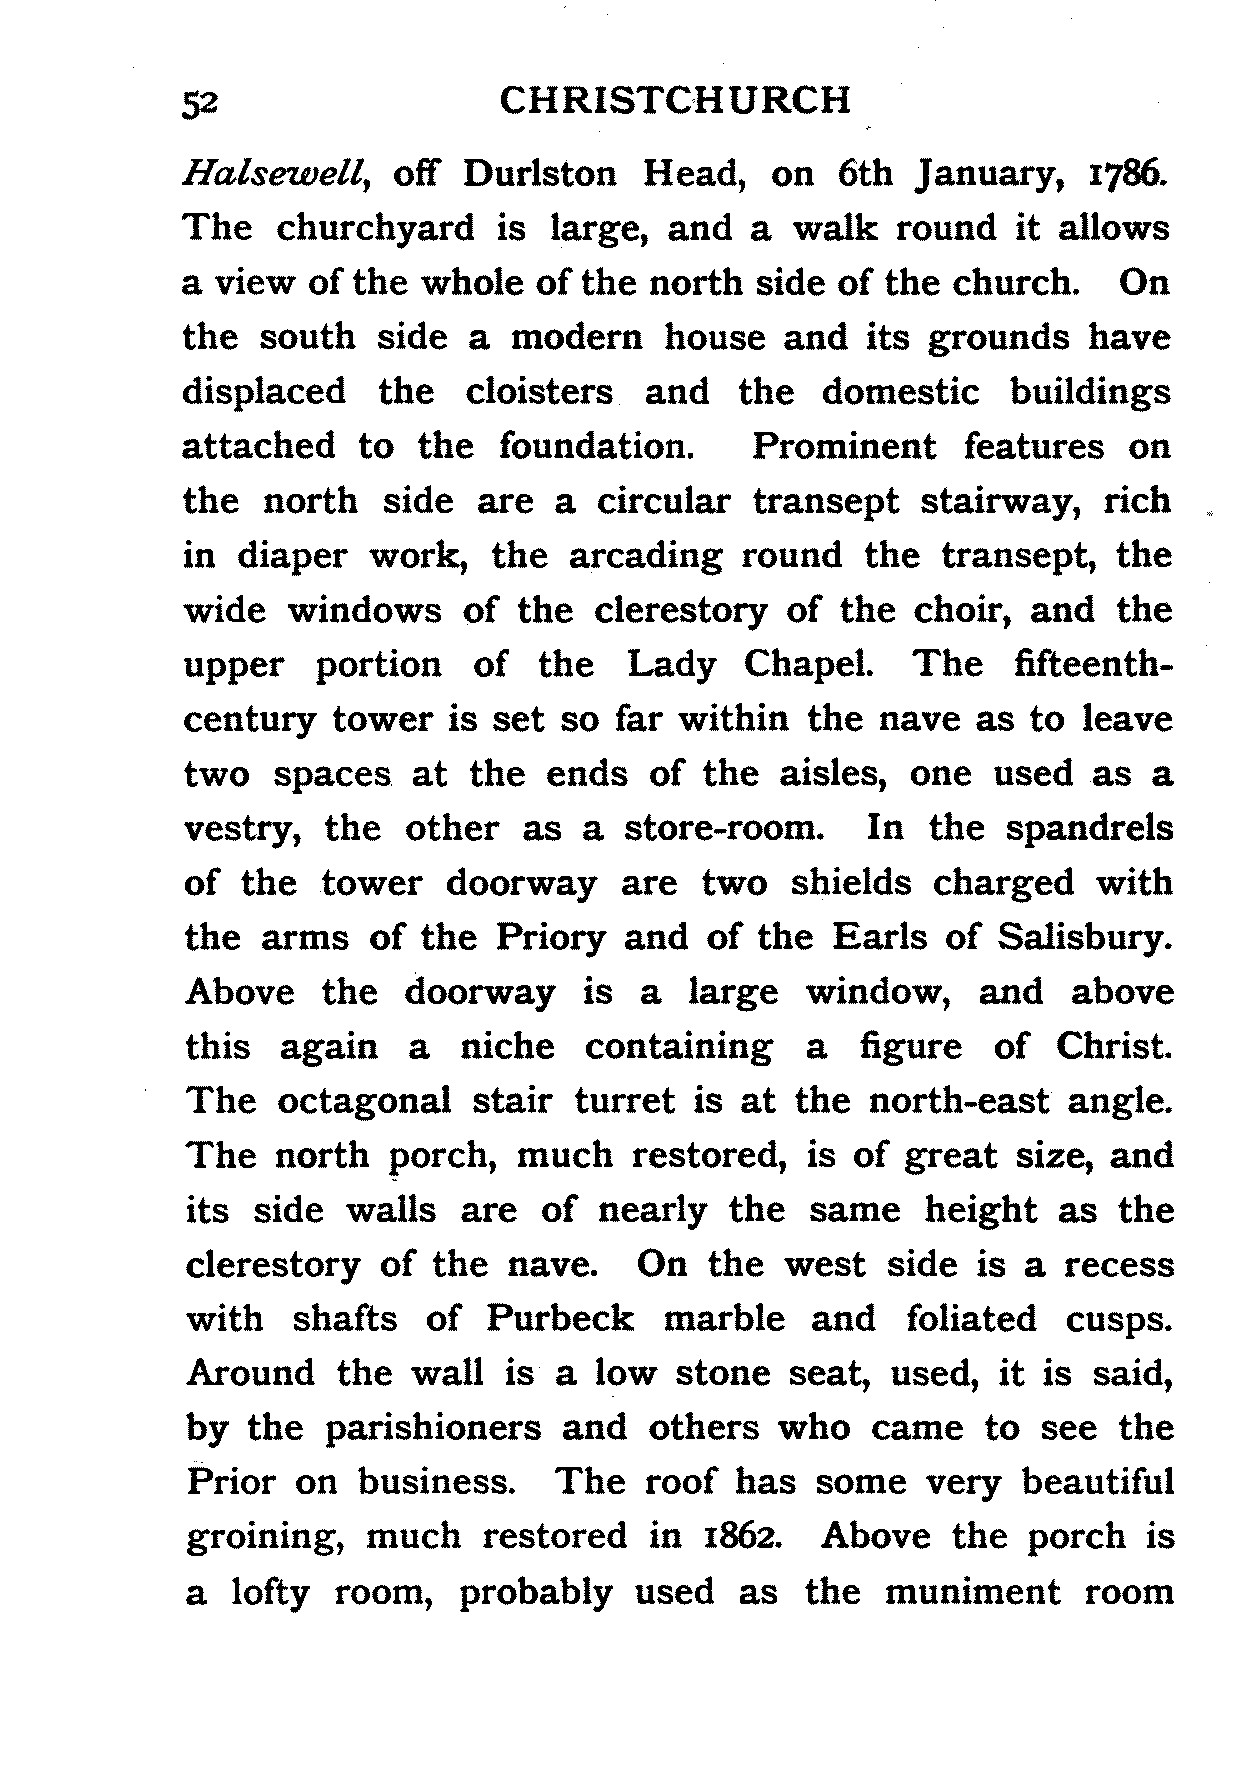 52 CHRISTCHURCH
Halsewell, off Durlston Head, on 6th January, 1786.
The churchyard is large, and a walk round it allows
a view of the whole of the north side of the church. On
the south side a modern house and its grounds have
displaced the cloisters and the domestic buildings
attached to the foundation. Prominent features on
the north side are a circular transept stairway, rich
in diaper work, the arcading round the transept, the
wide windows of the clerestory of the choir, and the
upper portion of the Lady Chapel. The fifteenth-
century tower is set so far within the nave as to leave
two spaces at the ends of the aisles, one used as a
vestry, the other as a store-room. In the spandrels
of the tower doorway are two shields charged with
the arms of the Priory and of the Earls of Salisbury.
Above the doorway is a large window, and above
this again a niche containing a figure of Christ.
The octagonal stair turret is at the north-east angle.
The north porch, much restored, is of great size, and
its side walls are of nearly the same height as the
clerestory of the nave. On the west side is a recess
with shafts of Purbeck marble and foliated cusps.
Around the wall is a low stone seat, used, it is said,
by the parishioners and others who came to see the
Prior on business. The roof has some very beautiful
groining, much restored in 1862. Above the porch is
a lofty room, probably used as the muniment room